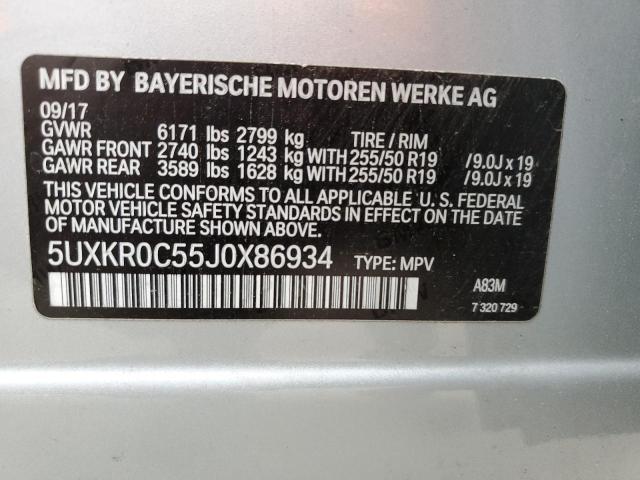 MFD BY BAYERISCHE MOTOREN WERKE AG
09/17
GVWR 6171 lbs 2799 kg TIRE / RIM
GAWR FRONT 2740 lbs 1243 kg WITH 255/50 R19 /9.0J x 19
GAWR REAR 3589 lbs 1628 kg WITH 255/50 R19 /9.0J x 19
THIS VEHICLE CONFORMS TO ALL APPLICABLE U. S. FEDERAL
MOTOR VEHICLE SAFETY STANDARDS IN EFFECT ON THE DATE
OF MANUFACTURE SHOWN ABOVE.
5UXKR0C55J0X86934 TYPE: MPV
A83M
7 320 729